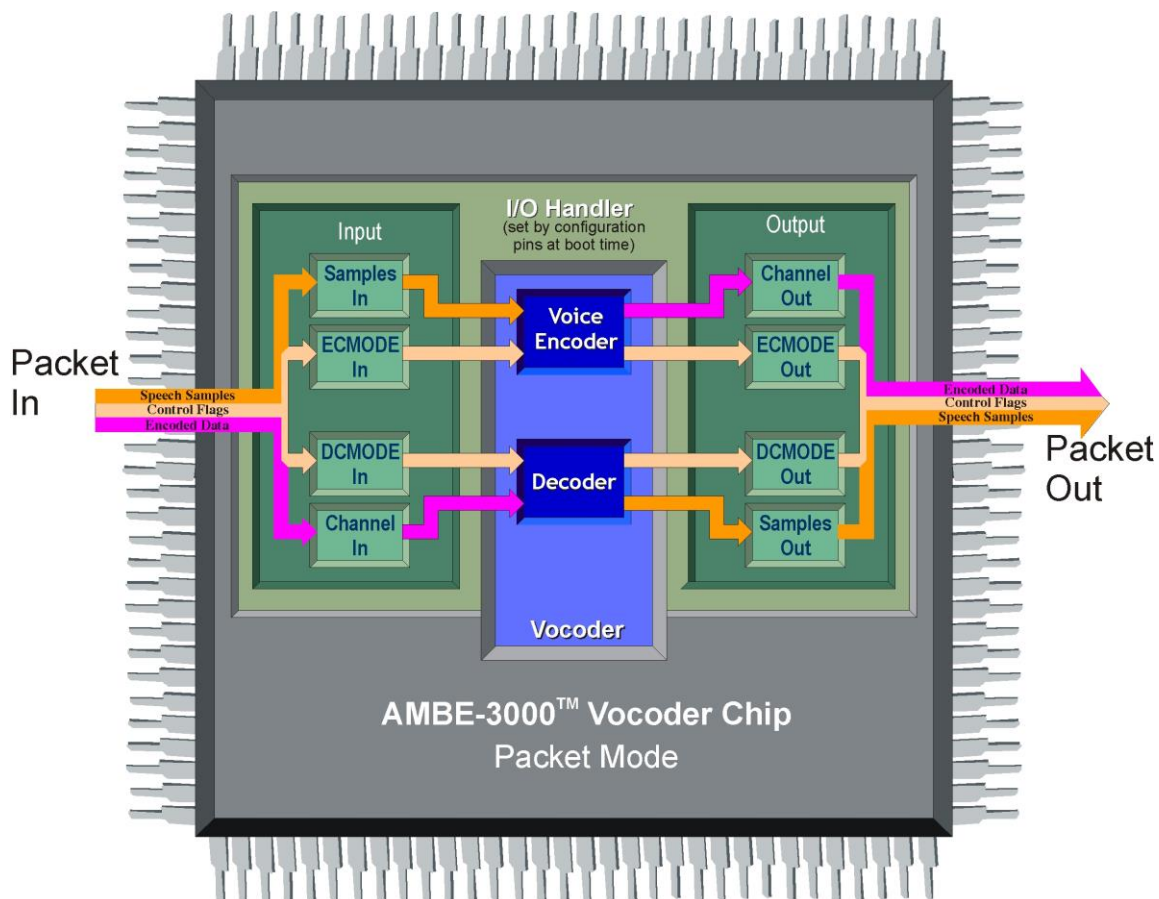 I/O Handler
(set by configuration
pins at boot time)
Input
Output
Samples
In
Voice
Encoder
Channel
Out
ECMODE
In
ECMODE
Out
Packet
In
Speech Samples
Control Flags
Encoded Data
Encoded Data
Control Flags
Speech Samples
Packet
Out
DCMODE
In
Decoder
DCMODE
Out
Channel
In
Samples
Out
Vocoder
AMBE-3000™ Vocoder Chip
Packet Mode